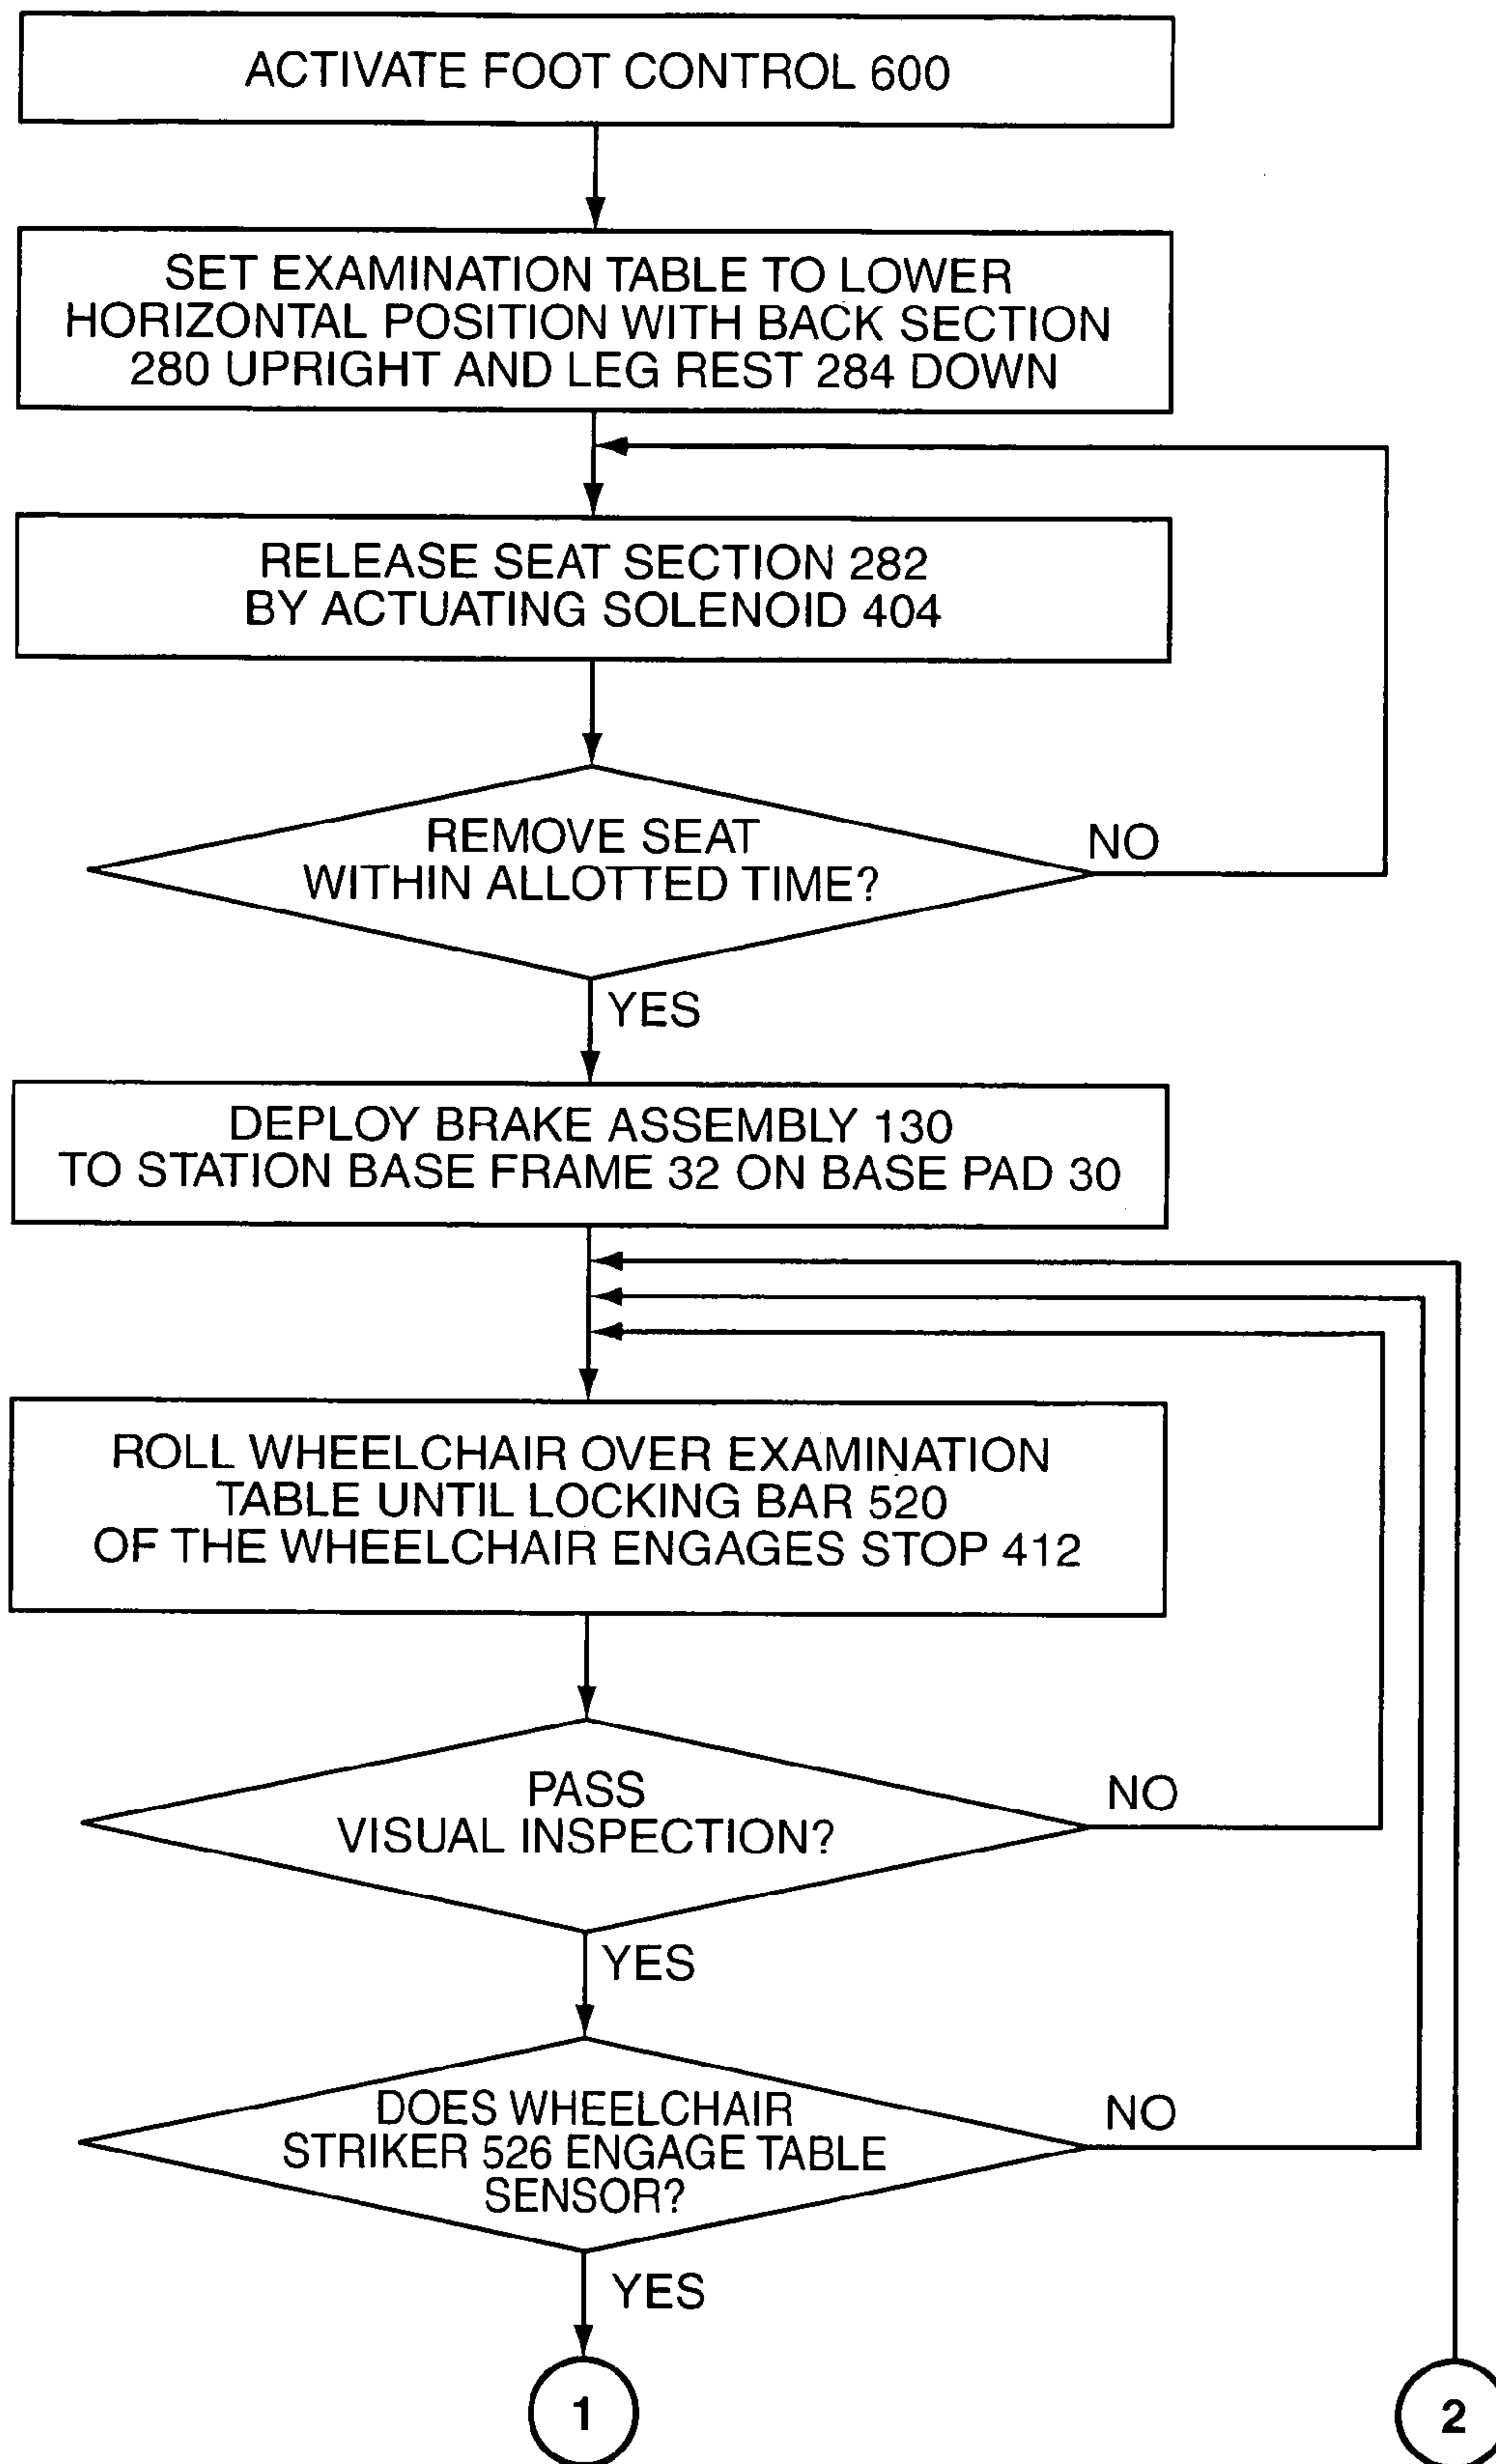 ACTIVATE FOOT CONTROL 600
SET EXAMINATION TABLE TO LOWER
HORIZONTAL POSITION WITH BACK SECTION
280 UPRIGHT AND LEG REST 284 DOWN
RELEASE SEAT SECTION 282
BY ACTUATING SOLENOID 404
REMOVE SEAT
WITHIN ALLOTTED TIME?
NO
YES
DEPLOY BRAKE ASSEMBLY 130
TO STATION BASE FRAME 32 ON BASE PAD 30
ROLL WHEELCHAIR OVER EXAMINATION
TABLE UNTIL LOCKING BAR 520
OF THE WHEELCHAIR ENGAGES STOP 412
PASS
VISUAL INSPECTION?
NO
YES
DOES WHEELCHAIR
STRIKER 526 ENGAGE TABLE
SENSOR?
NO
YES
1
2